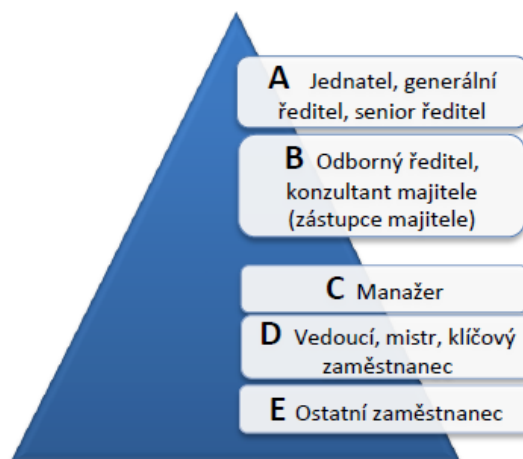 A Jednatel, generální
ředitel, senior ředitel
B Odborný ředitel,
konzultant majitele
(zástupce majitele)
C Manažer
D Vedoucí, mistr, klíčový
zaměstnanec
E Ostatní zaměstnanec